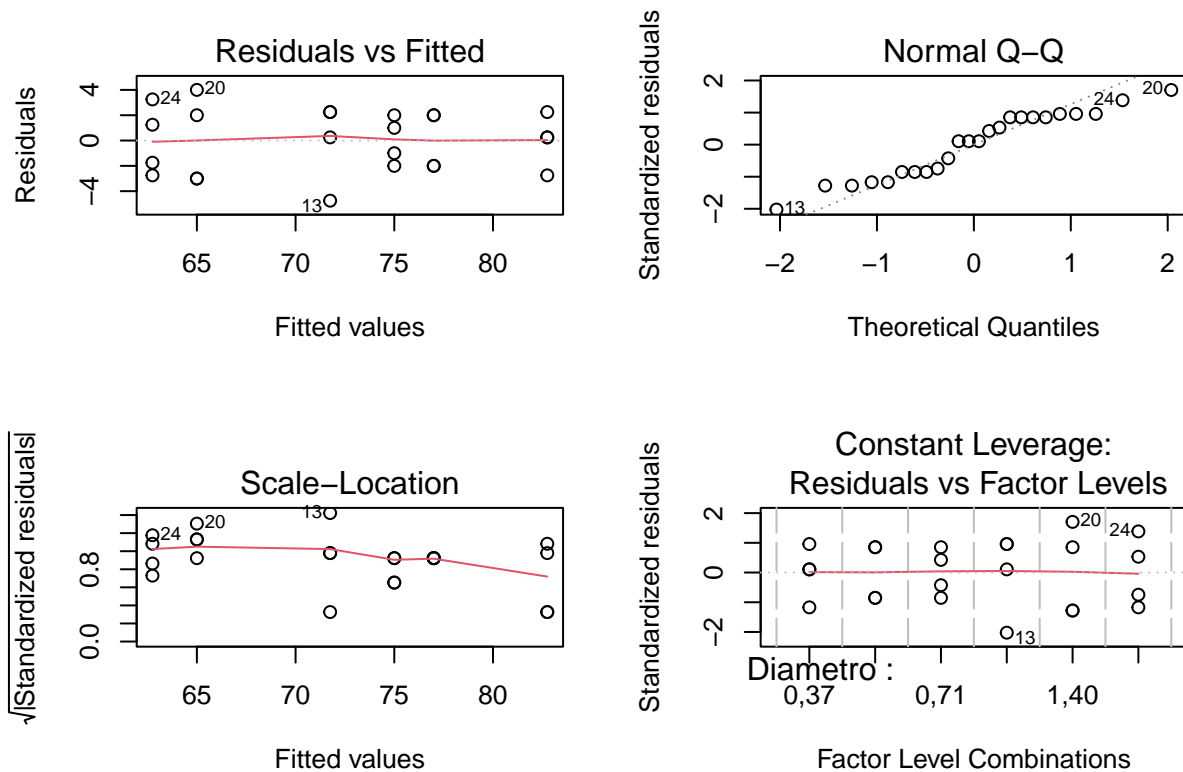 Residuals vs Fitted
Residuals
4
0
−4
24
20
13
65 70 75 80
Fitted values
Normal Q−Q
Standardized residuals
2
1
0
−2
24
20
13
−2 −1 0 1 2
Theoretical Quantiles
Scale−Location
√|Standardized residuals|
0.8
0.0
24
20
13
65 70 75 80
Fitted values
Constant Leverage:
Residuals vs Factor Levels
Standardized residuals
2
0
−2
20
24
13
Diametro :
0,37 0,71 1,40
Factor Level Combinations